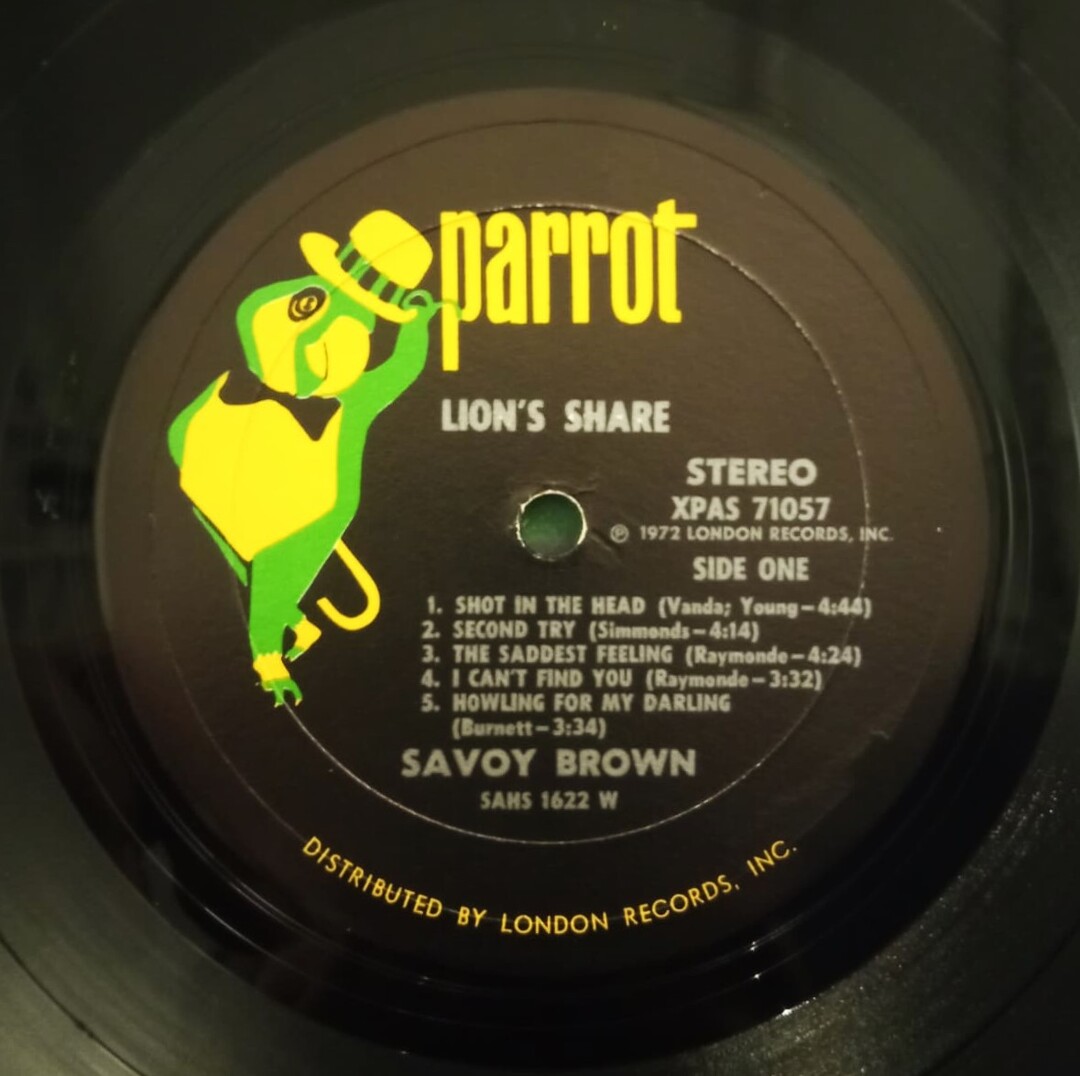 parrot
LION'S SHARE
STEREO
XPAS 71057
℗ 1972 LONDON RECORDS, INC.
SIDE ONE
1. SHOT IN THE HEAD (Vanda; Young–4:44)
2. SECOND TRY (Simmonds–4:14)
3. THE SADDEST FEELING (Raymonde–4:24)
4. I CAN'T FIND YOU (Raymonde–3:32)
5. HOWLING FOR MY DARLING
(Burnett–3:34)
SAVOY BROWN
SAHS 1622 W
DISTRIBUTED BY LONDON RECORDS, INC.